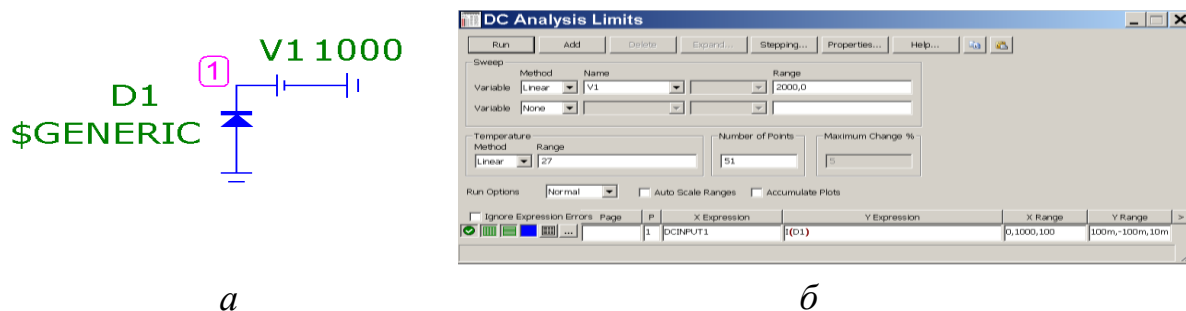 V1 1000
1
D1
$GENERIC
DC Analysis Limits
Run Add Delete Expand... Stepping... Properties... Help...
Sweep
Method Name Range
Variable Linear V1 2000,0
Variable None
Temperature Number of Points Maximum Change %
Method Range
Linear 27 51 5
Run Options Normal Auto Scale Ranges Accumulate Plots
Ignore Expression Errors Page P X Expression Y Expression X Range Y Range >
... 1 DCINPUT1 I(D1) 0,1000,100 100m,-100m,10m
а б